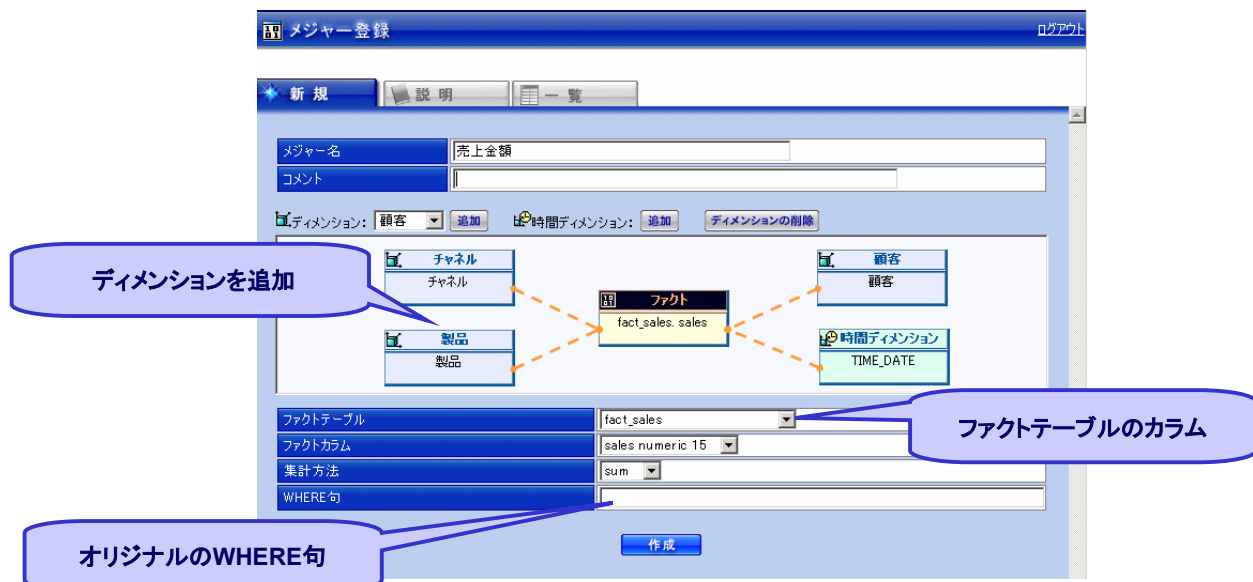 メジャー登録
ログアウト
新 規
説 明
一 覧
メジャー名
売上金額
コメント
ディメンション: 顧客 追加 時間ディメンション: 追加 ディメンションの削除
ディメンションを追加
チャネル
チャネル
顧客
顧客
ファクト
fact_sales. sales
製品
製品
時間ディメンション
TIME_DATE
ファクトテーブル
fact_sales
ファクトテーブルのカラム
ファクトカラム
sales numeric 15
集計方法
sum
WHERE句
オリジナルのWHERE句
作成